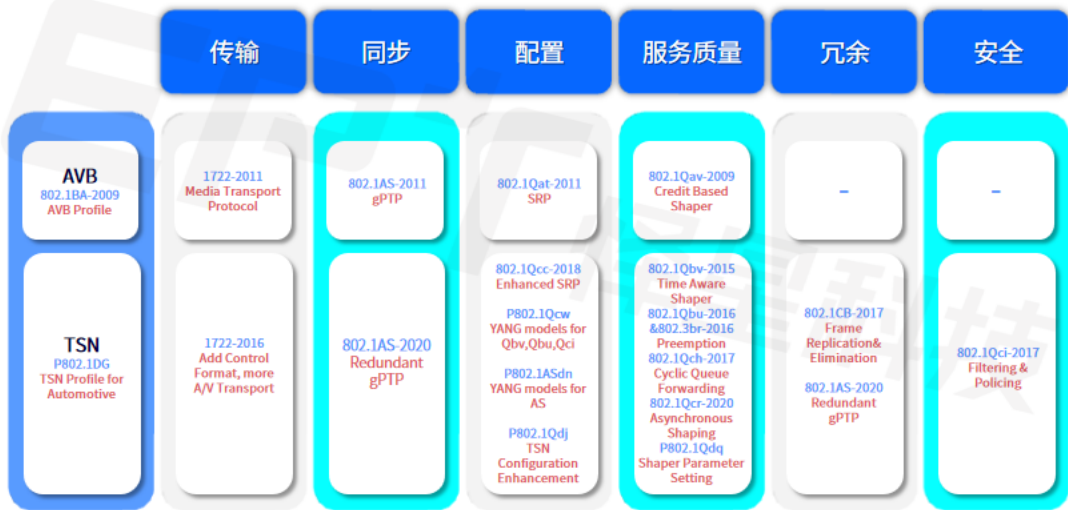 传输
同步
配置
服务质量
冗余
安全
AVB
802.1BA-2009
AVB Profile
1722-2011
Media Transport
Protocol
802.1AS-2011
gPTP
802.1Qat-2011
SRP
802.1Qav-2009
Credit Based
Shaper
–
–
TSN
P802.1DG
TSN Profile for
Automotive
1722-2016
Add Control
Format, more
A/V Transport
802.1AS-2020
Redundant
gPTP
802.1Qcc-2018
Enhanced SRP
P802.1Qcw
YANG models for
Qbv,Qbu,Qci
P802.1ASdn
YANG models for
AS
P802.1Qdj
TSN
Configuration
Enhancement
802.1Qbv-2015
Time Aware
Shaper
802.1Qbu-2016
&802.3br-2016
Preemption
802.1Qch-2017
Cyclic Queue
Forwarding
802.1Qcr-2020
Asynchronous
Shaping
P802.1Qdq
Shaper Parameter
Setting
802.1CB-2017
Frame
Replication&
Elimination
802.1AS-2020
Redundant
gPTP
802.1Qci-2017
Filtering &
Policing
科技